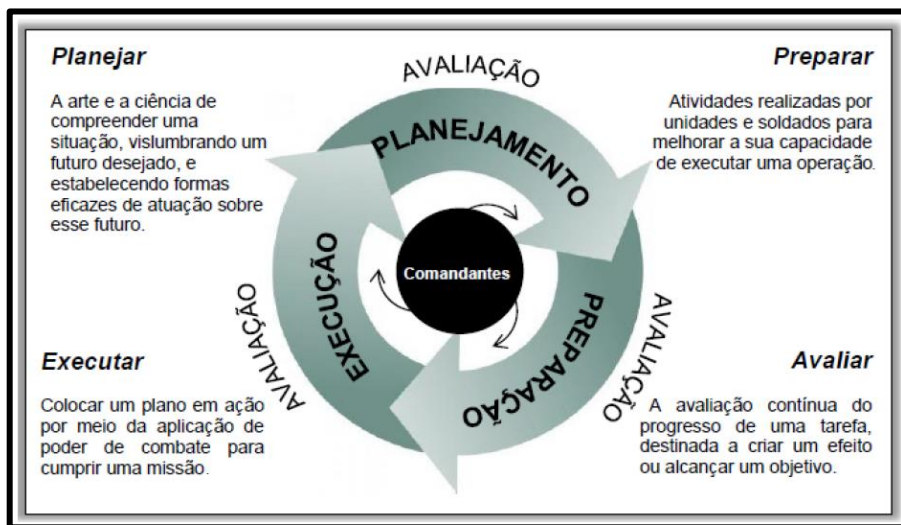 Planejar
A arte e a ciência de
compreender uma
situação, vislumbrando um
futuro desejado, e
estabelecendo formas
eficazes de atuação sobre
esse futuro.
AVALIAÇÃO
Preparar
Atividades realizadas por
unidades e soldados para
melhorar a sua capacidade
de executar uma operação.
PLANEJAMENTO
Comandantes
EXECUÇÃO
PREPARAÇÃO
AVALIAÇÃO
AVALIAÇÃO
Executar
Colocar um plano em ação
por meio da aplicação de
poder de combate para
cumprir uma missão.
Avaliar
A avaliação contínua do
progresso de uma tarefa,
destinada a criar um efeito
ou alcançar um objetivo.